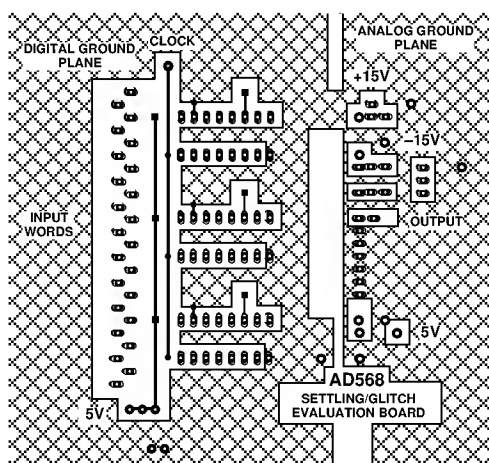 DIGITAL GROUND
PLANE
CLOCK
ANALOG GROUND
PLANE
+15V
–15V
INPUT
WORDS
OUTPUT
5V
5V
AD568
SETTLING/GLITCH
EVALUATION BOARD